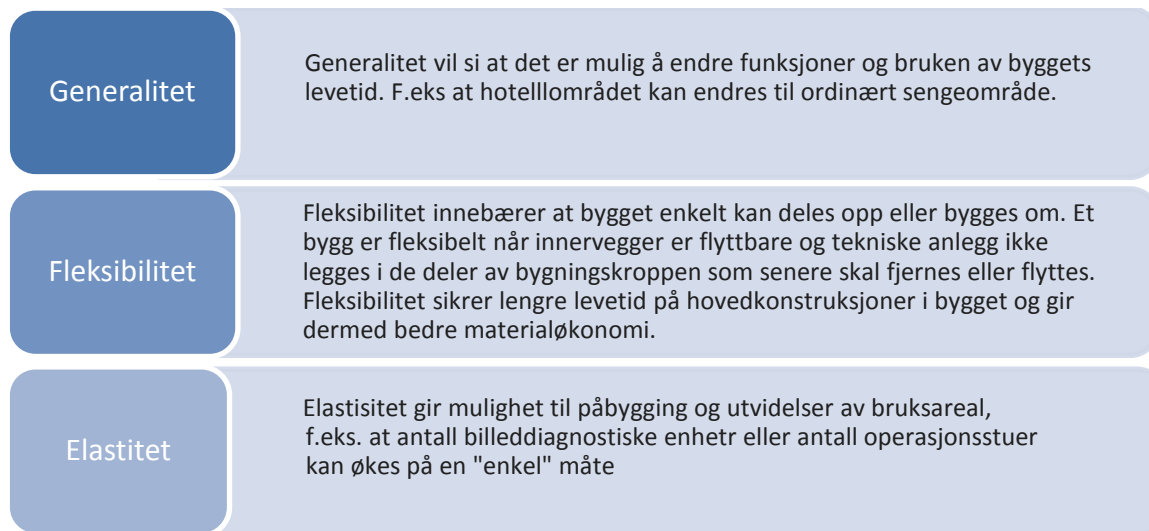 Generalitet
Generalitet vil si at det er mulig å endre funksjoner og bruken av byggets
levetid. F.eks at hotelllområdet kan endres til ordinært sengeområde.
Fleksibilitet
Fleksibilitet innebærer at bygget enkelt kan deles opp eller bygges om. Et
bygg er fleksibelt når innervegger er flyttbare og tekniske anlegg ikke
legges i de deler av bygningskroppen som senere skal fjernes eller flyttes.
Fleksibilitet sikrer lengre levetid på hovedkonstruksjoner i bygget og gir
dermed bedre materialøkonomi.
Elastitet
Elastisitet gir mulighet til påbygging og utvidelser av bruksareal,
f.eks. at antall billeddiagnostiske enhetr eller antall operasjonsstuer
kan økes på en "enkel" måte